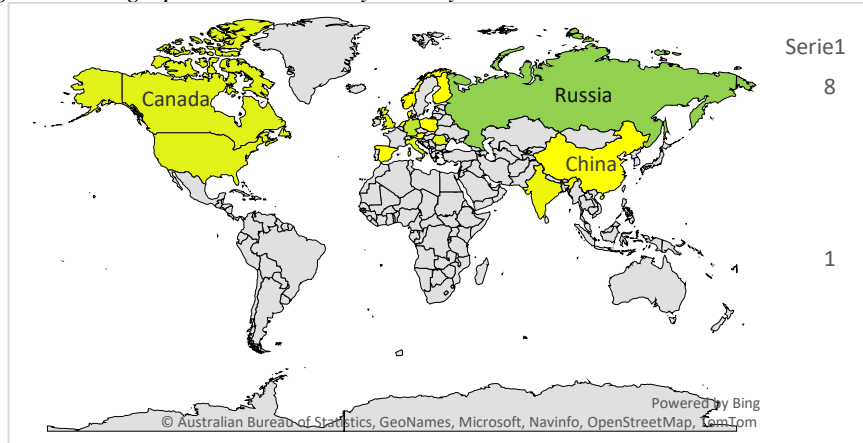 Serie1
8
Canada
Russia
China
1
Powered by Bing
© Australian Bureau of Statistics, GeoNames, Microsoft, Navinfo, OpenStreetMap, TomTom